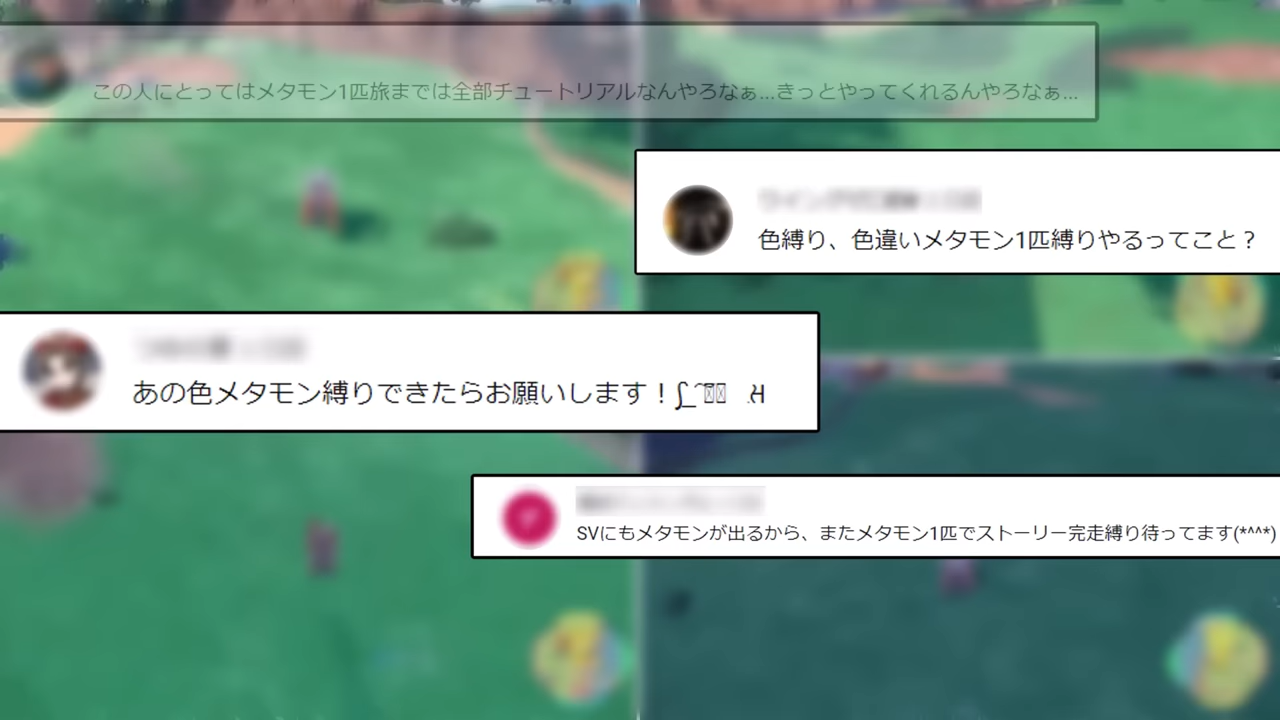 この人にとってはメタモン1匹旅までは全部チュートリアルなんやろなぁ...きっとやってくれるんやろなぁ...
色縛り、色違いメタモン1匹縛りやるってこと？
あの色メタモン縛りできたらお願いします！
SVにもメタモンが出るから、またメタモン1匹でストーリー完走縛り待ってます(*^^*)